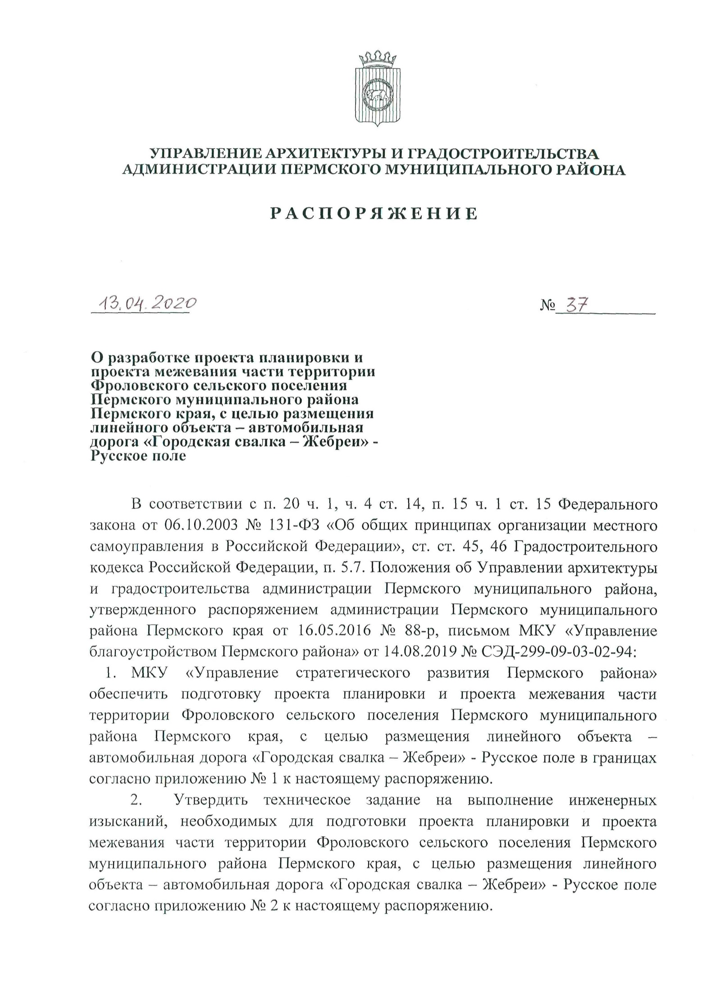 УПРАВЛЕНИЕ АРХИТЕКТУРЫ И ГРАДОСТРОИТЕЛЬСТВА
АДМИНИСТРАЦИИ ПЕРМСКОГО МУНИЦИПАЛЬНОГО РАЙОНА
Р А С П О Р Я Ж Е Н И Е
13.04.2020 № 37
О разработке проекта планировки и
проекта межевания части территории
Фроловского сельского поселения
Пермского муниципального района
Пермского края, с целью размещения
линейного объекта – автомобильная
дорога «Городская свалка – Жебреи» -
Русское поле
В соответствии с п. 20 ч. 1, ч. 4 ст. 14, п. 15 ч. 1 ст. 15 Федерального
закона от 06.10.2003 № 131-ФЗ «Об общих принципах организации местного
самоуправления в Российской Федерации», ст. ст. 45, 46 Градостроительного
кодекса Российской Федерации, п. 5.7. Положения об Управлении архитектуры
и градостроительства администрации Пермского муниципального района,
утвержденного распоряжением администрации Пермского муниципального
района Пермского края от 16.05.2016 № 88-р, письмом МКУ «Управление
благоустройством Пермского района» от 14.08.2019 № СЭД-299-09-03-02-94:
1. МКУ «Управление стратегического развития Пермского района»
обеспечить подготовку проекта планировки и проекта межевания части
территории Фроловского сельского поселения Пермского муниципального
района Пермского края, с целью размещения линейного объекта –
автомобильная дорога «Городская свалка – Жебреи» - Русское поле в границах
согласно приложению № 1 к настоящему распоряжению.
2. Утвердить техническое задание на выполнение инженерных
изысканий, необходимых для подготовки проекта планировки и проекта
межевания части территории Фроловского сельского поселения Пермского
муниципального района Пермского края, с целью размещения линейного
объекта – автомобильная дорога «Городская свалка – Жебреи» - Русское поле
согласно приложению № 2 к настоящему распоряжению.